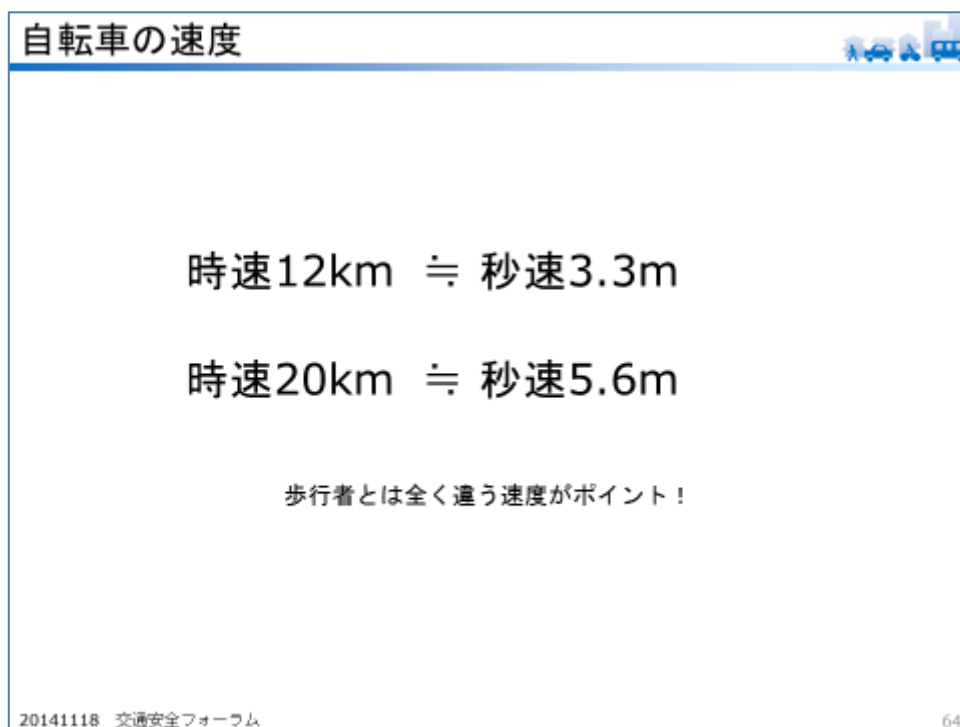 自転車の速度
時速12km ≒ 秒速3.3m
時速20km ≒ 秒速5.6m
歩行者とは全く違う速度がポイント！
20141118 交通安全フォーラム
64